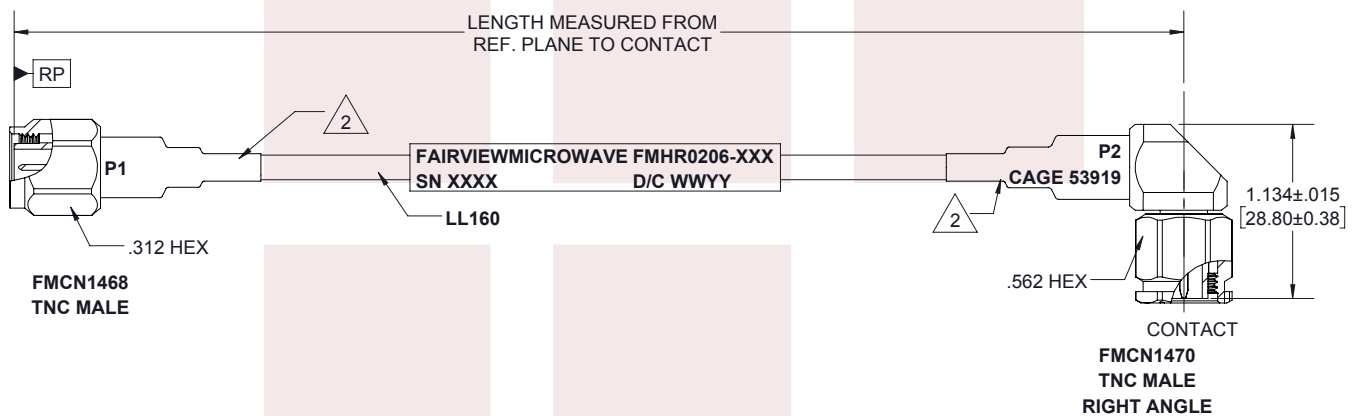 LENGTH MEASURED FROM
REF. PLANE TO CONTACT
RP
2
P1
FAIRVIEWMICROWAVE FMHR0206-XXX
SN XXXX D/C WWYY
P2
CAGE 53919
2
1.134±.015
[28.80±0.38]
LL160
.312 HEX
.562 HEX
FMCN1468
TNC MALE
CONTACT
FMCN1470
TNC MALE
RIGHT ANGLE